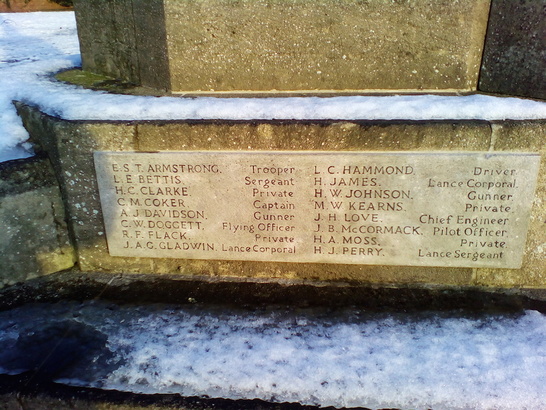 E.S.T. ARMSTRONG, Trooper
L. E. BETTIS, Sergeant
H.C. CLARKE, Private
C.M. COKER, Captain
A.J. DAVIDSON, Gunner
C.W. DOGGETT, Flying Officer
R.F. FLACK, Private
J.A.G. GLADWIN, Lance Corporal
L.C. HAMMOND, Driver
H. JAMES, Lance Corporal,
H.W. JOHNSON, Gunner,
M.W. KEARNS, Private
J.H. LOVE, Chief Engineer,
J.B. McCORMACK, Pilot Officer
H.A. MOSS, Private
H.J. PERRY, Lance Sergeant